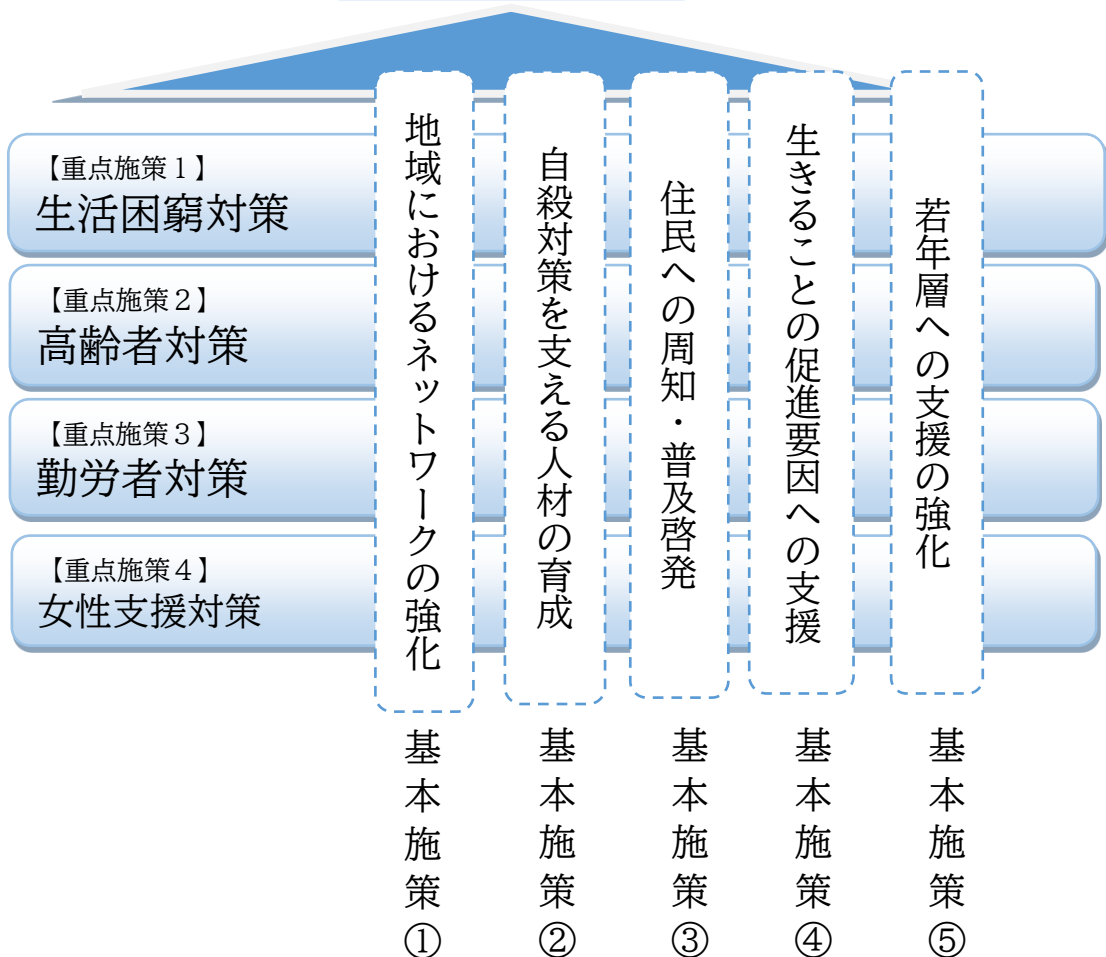 【重点施策１】
生活困窮対策
【重点施策２】
高齢者対策
【重点施策３】
勤労者対策
【重点施策４】
女性支援対策
地域におけるネットワークの強化
基本施策①
自殺対策を支える人材の育成
基本施策②
住民への周知・普及啓発
基本施策③
生きることの促進要因への支援
基本施策④
若年層への支援の強化
基本施策⑤